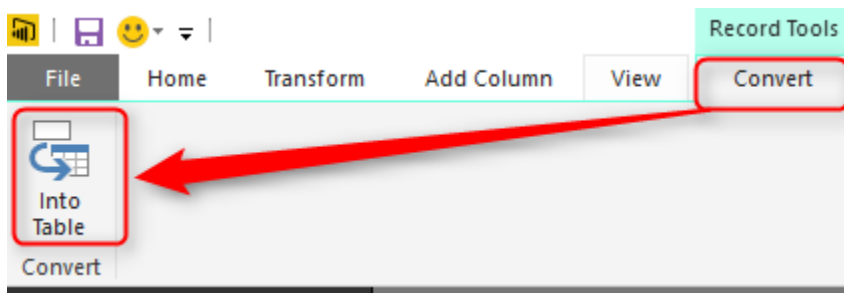 Record Tools
File Home Transform Add Column View Convert
Into
Table
Convert